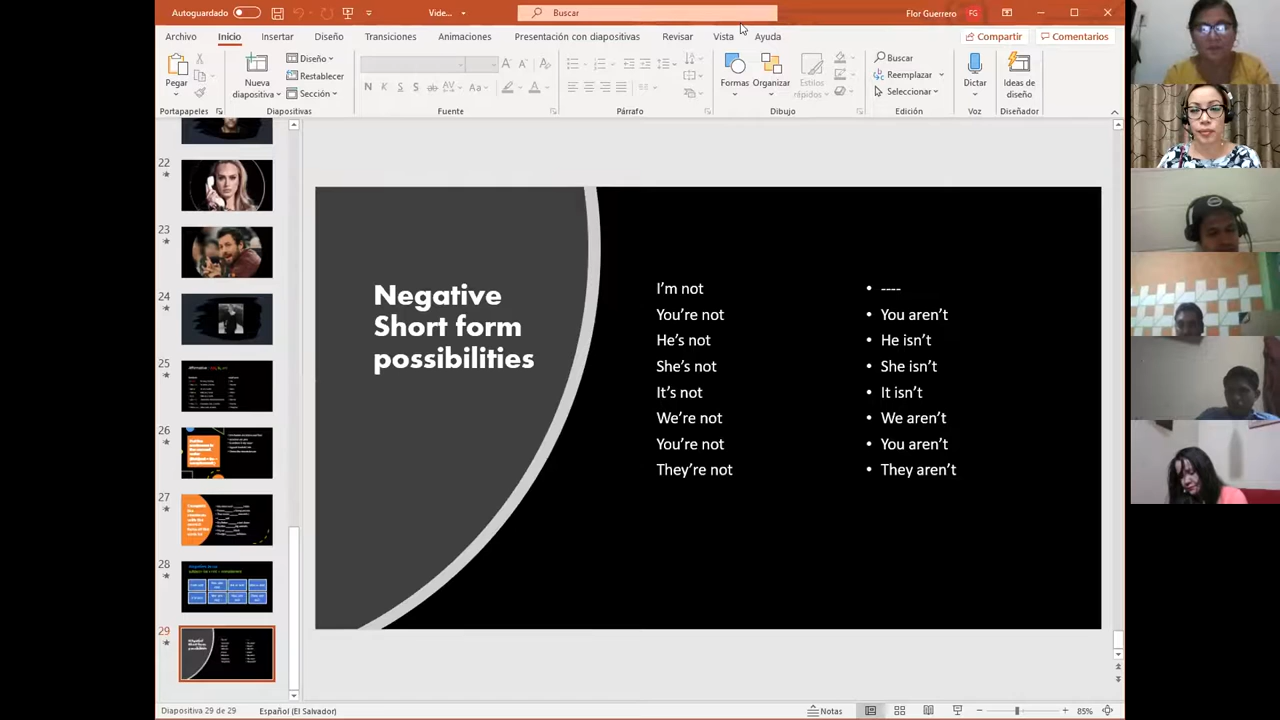 Autoguardado
Vide...
Buscar
Flor Guerrero
FG
Archivo
Inicio
Insertar
Diseño
Transiciones
Animaciones
Presentación con diapositivas
Revisar
Vista
Ayuda
Compartir
Comentarios
Pegar
Nueva
diapositiva
Diseño
Restablecer
Sección
N K S S ab AV Aa
Formas
Organizar
Estilos
rápidos
Buscar
Reemplazar
Seleccionar
Dictar
Ideas de
diseño
Portapapeles
Diapositivas
Fuente
Párrafo
Dibujo
Edición
Voz
Diseñador
22
23
24
25
26
27
28
29
Negative
Short form
possibilities
I'm not
You're not
He's not
She's not
It's not
We're not
You're not
They're not
• ----
• You aren't
• He isn't
• She isn't
• It isn't
• We aren't
• You aren't
• They aren't
Diapositiva 29 de 29
Español (El Salvador)
Notas
85%